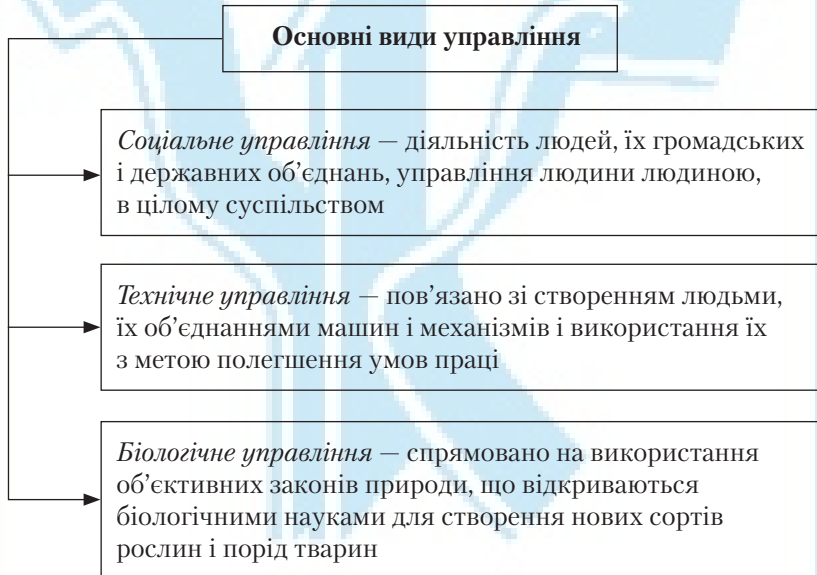 Основні види управління
Соціальне управління — діяльність людей, їх громадських
і державних об’єднань, управління людини людиною,
в цілому суспільством
Технічне управління — пов’язано зі створенням людьми,
їх об’єднаннями машин і механізмів і використання їх
з метою полегшення умов праці
Біологічне управління — спрямовано на використання
об’єктивних законів природи, що відкриваються
біологічними науками для створення нових сортів
рослин і порід тварин